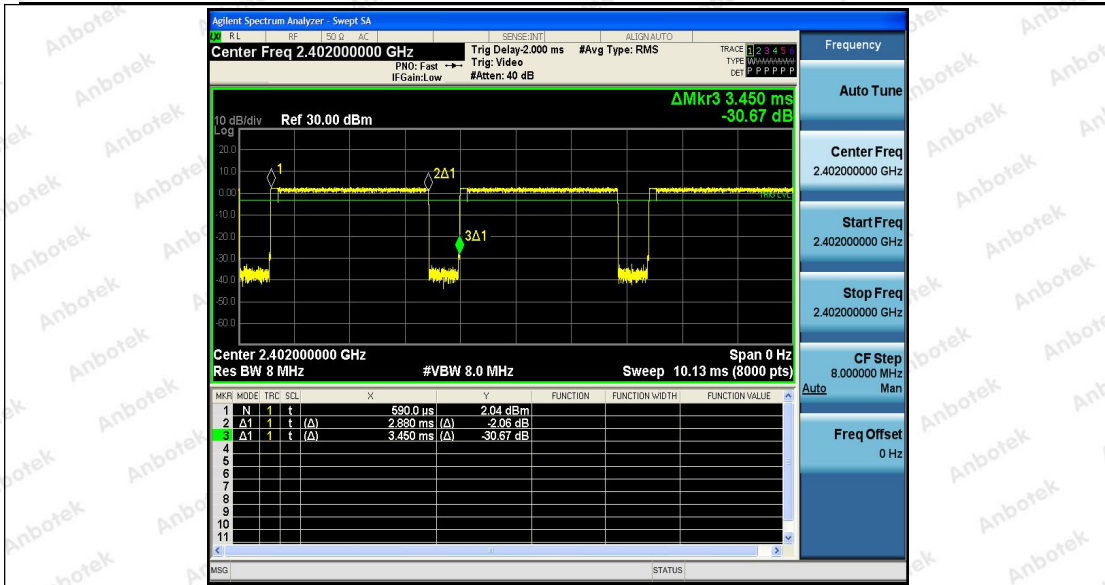 Agilent Spectrum Analyzer - Swept SA
RL RF 50 Ω AC SENSE:INT ALIGNAUTO
Center Freq 2.402000000 GHz
PNO: Fast
IFGain:Low
Trig Delay-2.000 ms
Trig: Video
#Atten: 40 dB
#Avg Type: RMS
TRACE 1 2 3 4 5 6
TYPE WWWWWW
DET P P P P P P
ΔMkr3 3.450 ms
-30.67 dB
10 dB/div Ref 30.00 dBm
Log
20.0
10.0
0.00
-10.0
-20.0
-30.0
-40.0
-50.0
-60.0
1
2Δ1
3Δ1
TRIG LVL
Center 2.402000000 GHz Span 0 Hz
Res BW 8 MHz #VBW 8.0 MHz Sweep 10.13 ms (8000 pts)
MKR MODE TRC SCL X Y FUNCTION FUNCTION WIDTH FUNCTION VALUE
1 N 1 t 590.0 µs 2.04 dBm
2 Δ1 1 t (Δ) 2.880 ms (Δ) -2.06 dB
3 Δ1 1 t (Δ) 3.450 ms (Δ) -30.67 dB
4
5
6
7
8
9
10
11
MSG STATUS
Frequency
Auto Tune
Center Freq
2.402000000 GHz
Start Freq
2.402000000 GHz
Stop Freq
2.402000000 GHz
CF Step
8.000000 MHz
Auto Man
Freq Offset
0 Hz
Anbotek